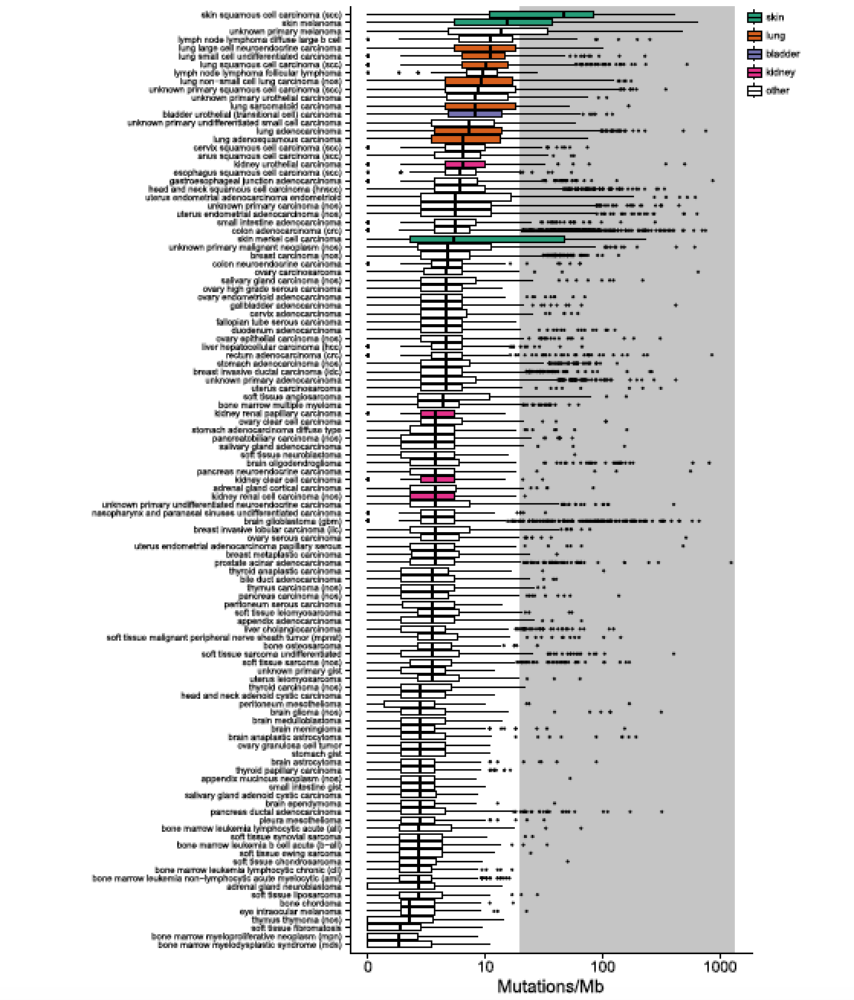 skin squamous cell carcinoma (scc)
skin melanoma
unknown primary melanoma
lymph node lymphoma diffuse large b cell
lung large cell neuroendocrine carcinoma
lung small cell undifferentiated carcinoma
lung squamous cell carcinoma (scc)
lymph node lymphoma follicular lymphoma
lung non-small cell lung carcinoma (nos)
unknown primary squamous cell carcinoma (scc)
unknown primary urothelial carcinoma
lung sarcomatoid carcinoma
bladder urothelial (transitional cell) carcinoma
unknown primary undifferentiated small cell carcinoma
lung adenocarcinoma
lung adenosquamous carcinoma
cervix squamous cell carcinoma (scc)
anus squamous cell carcinoma (scc)
kidney urothelial carcinoma
esophagus squamous cell carcinoma (scc)
gastroesophageal junction adenocarcinoma
head and neck squamous cell carcinoma (hnscc)
uterus endometrial adenocarcinoma endometrioid
unknown primary carcinoma (nos)
uterus endometrial adenocarcinoma (nos)
small intestine adenocarcinoma
colon adenocarcinoma (crc)
skin merkel cell carcinoma
unknown primary malignant neoplasm (nos)
breast carcinoma (nos)
colon neuroendocrine carcinoma
ovary carcinosarcoma
salivary gland carcinoma (nos)
ovary high grade serous carcinoma
ovary endometrioid adenocarcinoma
gallbladder adenocarcinoma
cervix adenocarcinoma
fallopian tube serous carcinoma
duodenum adenocarcinoma
ovary epithelial carcinoma (nos)
liver hepatocellular carcinoma (hcc)
rectum adenocarcinoma (crc)
stomach adenocarcinoma (nos)
breast invasive ductal carcinoma (idc)
unknown primary adenocarcinoma
uterus carcinosarcoma
soft tissue angiosarcoma
bone marrow multiple myeloma
kidney renal papillary carcinoma
ovary clear cell carcinoma
stomach adenocarcinoma diffuse type
pancreatobiliary carcinoma (nos)
salivary gland adenocarcinoma
soft tissue neuroblastoma
brain oligodendroglioma
pancreas neuroendocrine carcinoma
kidney clear cell carcinoma
adrenal gland cortical carcinoma
kidney renal cell carcinoma (nos)
unknown primary undifferentiated neuroendocrine carcinoma
nasopharynx and paranasal sinuses undifferentiated carcinoma
brain glioblastoma (gbm)
breast invasive lobular carcinoma (ilc)
ovary serous carcinoma
uterus endometrial adenocarcinoma papillary serous
breast metaplastic carcinoma
prostate acinar adenocarcinoma
thyroid anaplastic carcinoma
bile duct adenocarcinoma
thymus carcinoma (nos)
pancreas carcinoma (nos)
peritoneum serous carcinoma
soft tissue leiomyosarcoma
appendix adenocarcinoma
liver cholangiocarcinoma
soft tissue malignant peripheral nerve sheath tumor (mpnst)
bone osteosarcoma
soft tissue sarcoma undifferentiated
soft tissue sarcoma (nos)
unknown primary gist
uterus leiomyosarcoma
thyroid carcinoma (nos)
head and neck adenoid cystic carcinoma
peritoneum mesothelioma
brain glioma (nos)
brain medulloblastoma
brain meningioma
brain anaplastic astrocytoma
ovary granulosa cell tumor
stomach gist
brain astrocytoma
thyroid papillary carcinoma
appendix mucinous neoplasm (nos)
small intestine gist
salivary gland adenoid cystic carcinoma
brain ependymoma
pancreas ductal adenocarcinoma
pleura mesothelioma
bone marrow leukemia lymphocytic acute (all)
soft tissue synovial sarcoma
bone marrow leukemia b cell acute (b-all)
soft tissue ewing sarcoma
soft tissue chondrosarcoma
bone marrow leukemia lymphocytic chronic (cll)
bone marrow leukemia non-lymphocytic acute myelocytic (aml)
adrenal gland neuroblastoma
soft tissue liposarcoma
bone chordoma
eye intraocular melanoma
thymus thymoma (nos)
soft tissue fibromatosis
bone marrow myeloproliferative neoplasm (mpn)
bone marrow myelodysplastic syndrome (mds)
0 10 100 1000
Mutations/Mb
skin
lung
bladder
kidney
other